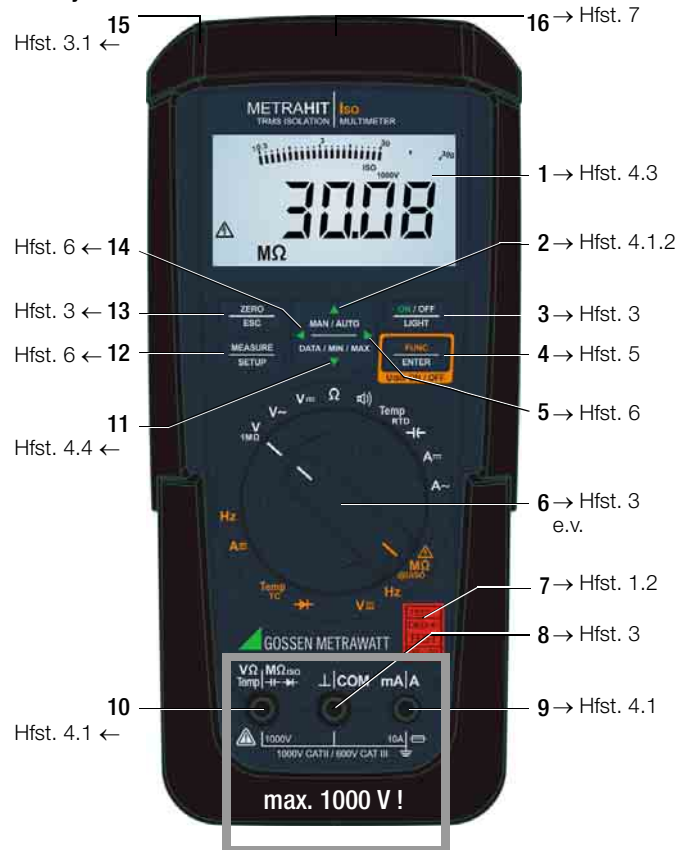 15
16 → Hfst. 7
Hfst. 3.1 ←
METRAHIT Iso
TRMS ISOLATION MULTIMETER
3 30
ISO
1000V
30.08
MΩ
1 → Hfst. 4.3
Hfst. 6 ← 14
2 → Hfst. 4.1.2
Hfst. 3 ← 13
ZERO
ESC
MAN / AUTO
ON / OFF
LIGHT
3 → Hfst. 3
Hfst. 6 ← 12
MEASURE
SETUP
DATA / MIN / MAX
FUNC
ENTER
4 → Hfst. 5
5 → Hfst. 6
11
Hfst. 4.4 ←
V
1MΩ
V~
V⎓
Ω
Temp
RTD
A⎓
A~
6 → Hfst. 3
e.v.
Hz
A
Temp
TC
V
Hz
MΩ
@UISO
7 → Hfst. 1.2
8 → Hfst. 3
GOSSEN METRAWATT
VΩ MΩISO
Temp
⊥ COM mA A
10
9 → Hfst. 4.1
Hfst. 4.1 ←
1000V 10A
1000V CAT II / 600V CAT III
max. 1000 V !